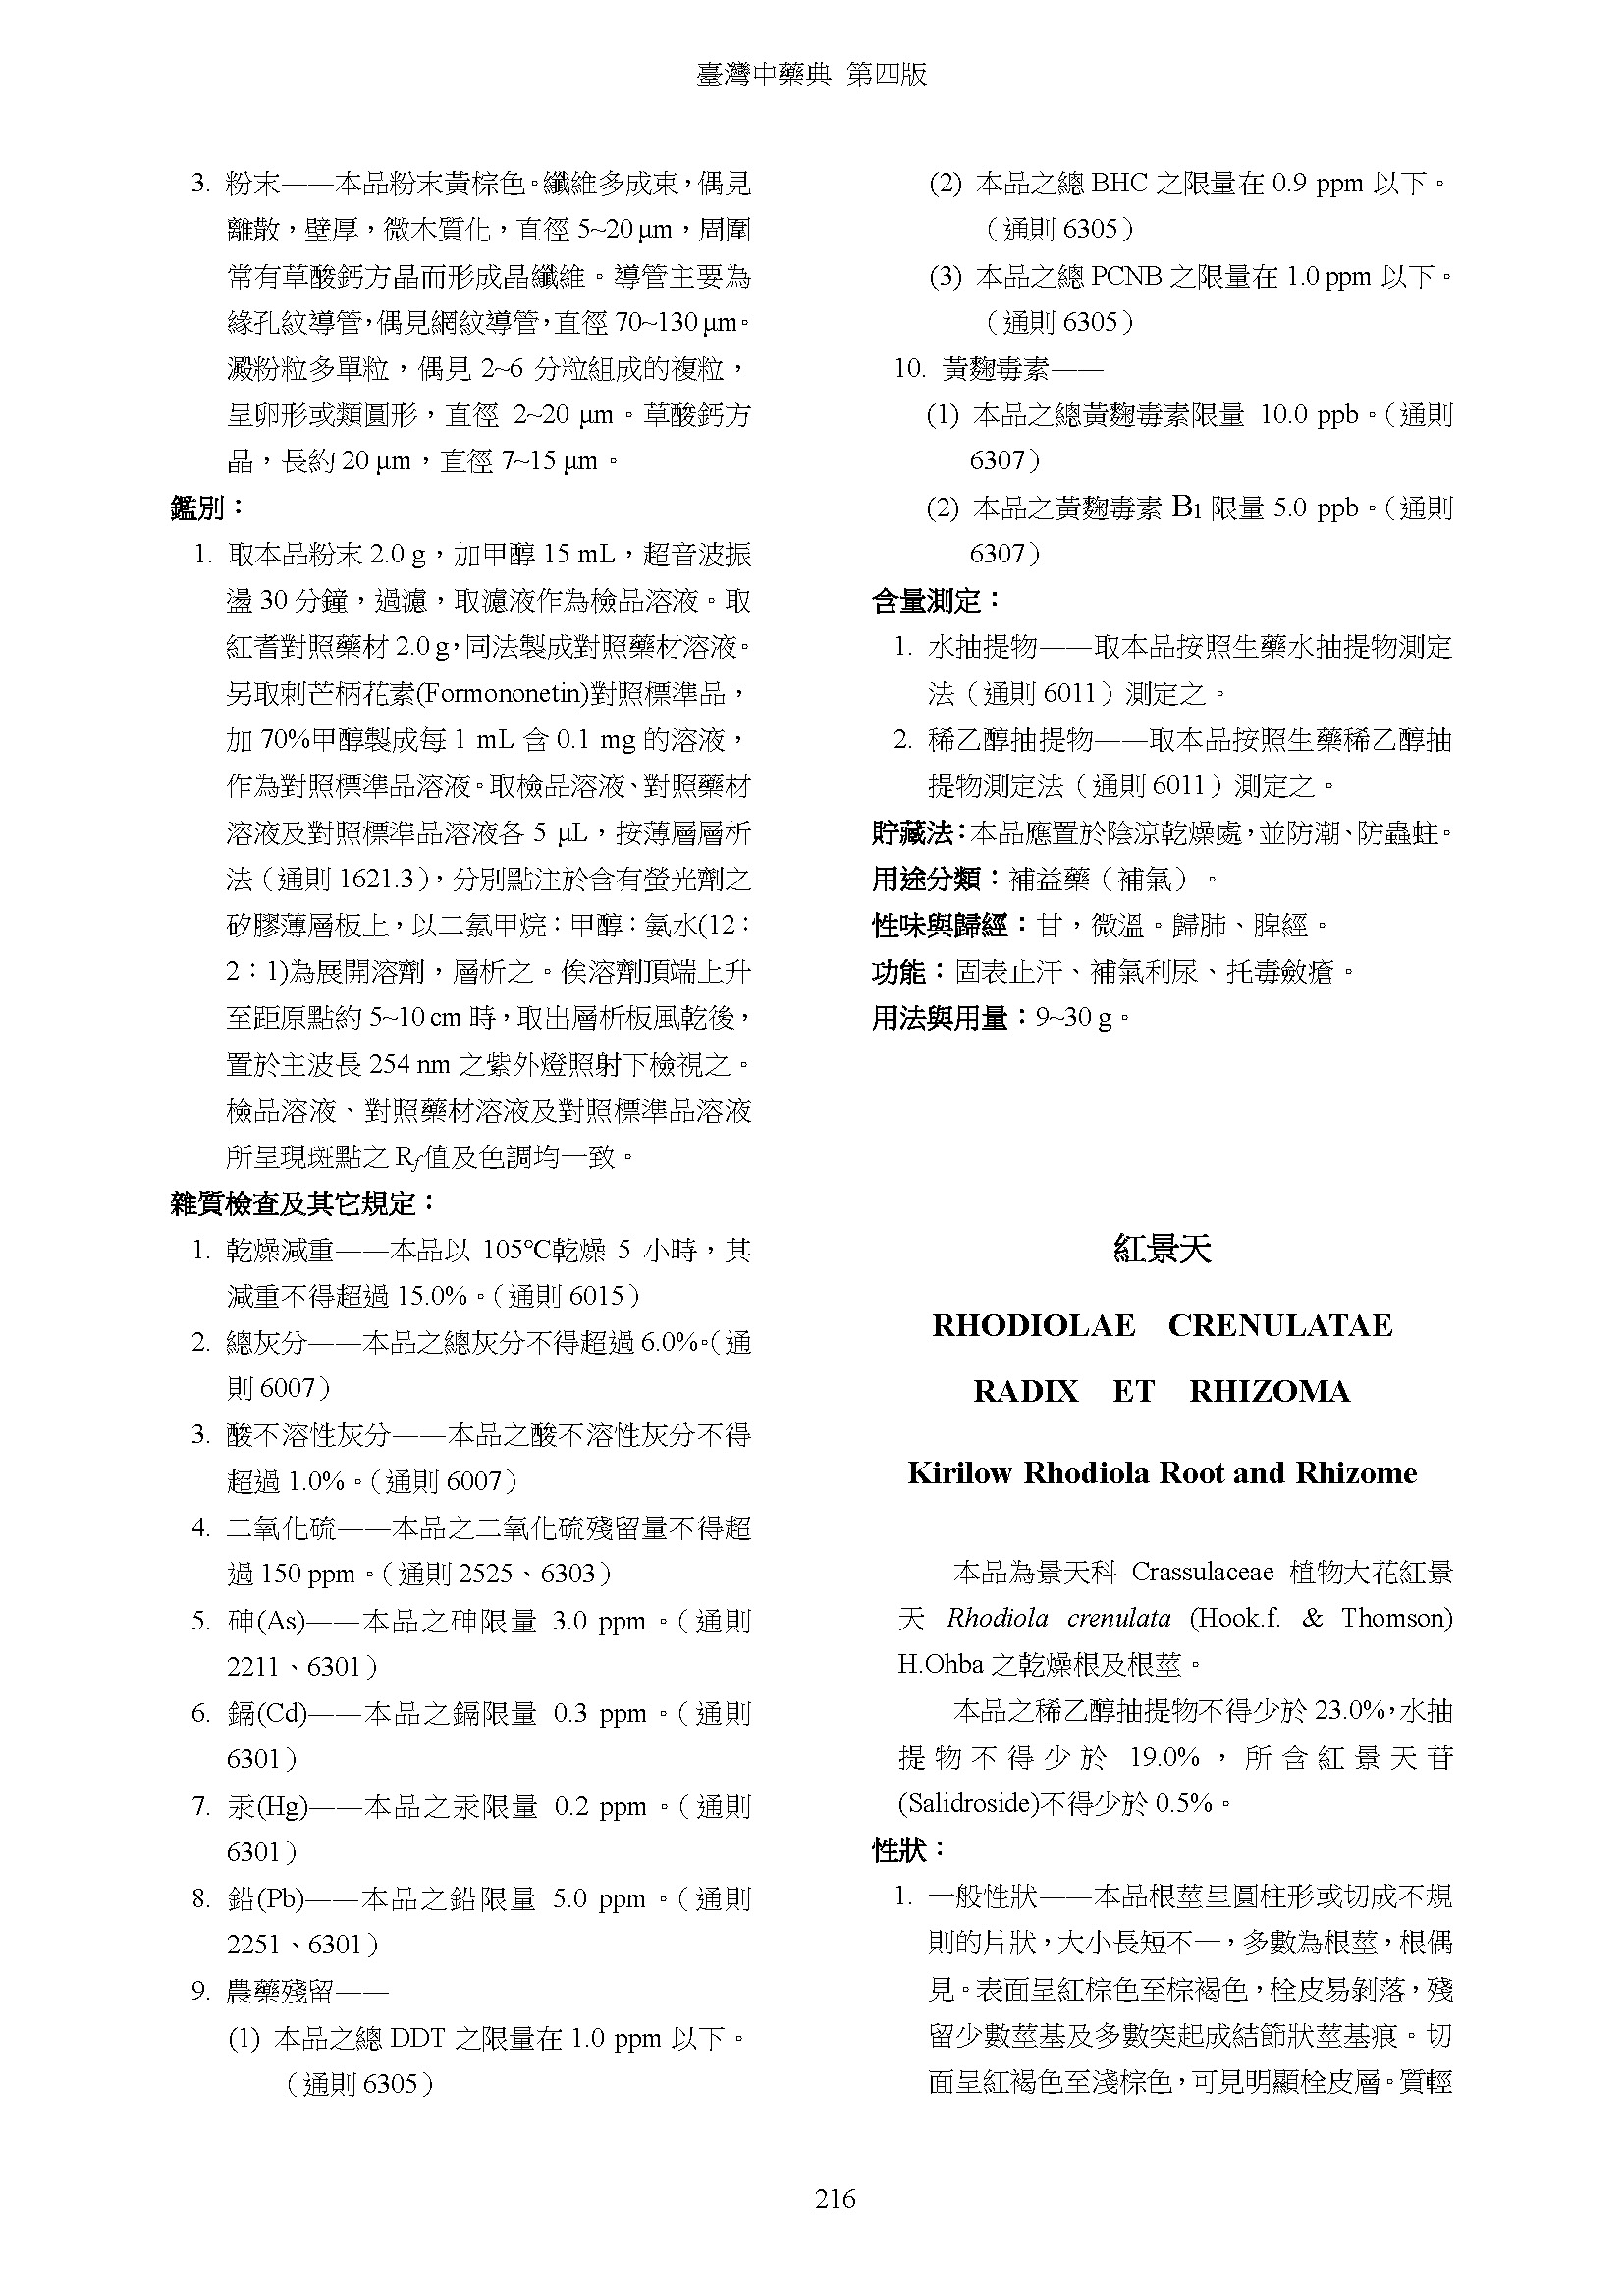 臺灣中藥典 第四版
3. 粉末——本品粉末黃棕色。纖維多成束，偶見
離散，壁厚，微木質化，直徑 5~20 μm，周圍
常有草酸鈣方晶而形成晶纖維。導管主要為
緣孔紋導管，偶見網紋導管，直徑 70~130 μm。
澱粉粒多單粒，偶見 2~6 分粒組成的複粒，
呈卵形或類圓形，直徑 2~20 μm。草酸鈣方
晶，長約 20 μm，直徑 7~15 μm。
鑑別：
1. 取本品粉末 2.0 g，加甲醇 15 mL，超音波振
盪 30 分鐘，過濾，取濾液作為檢品溶液。取
紅耆對照藥材 2.0 g，同法製成對照藥材溶液。
另取刺芒柄花素(Formononetin)對照標準品，
加 70%甲醇製成每 1 mL 含 0.1 mg 的溶液，
作為對照標準品溶液。取檢品溶液、對照藥材
溶液及對照標準品溶液各 5 μL，按薄層層析
法（通則 1621.3），分別點注於含有螢光劑之
矽膠薄層板上，以二氯甲烷：甲醇：氨水(12：
2：1)為展開溶劑，層析之。俟溶劑頂端上升
至距原點約 5~10 cm 時，取出層析板風乾後，
置於主波長 254 nm 之紫外燈照射下檢視之。
檢品溶液、對照藥材溶液及對照標準品溶液
所呈現斑點之 Rf值及色調均一致。
雜質檢查及其它規定：
1. 乾燥減重——本品以 105℃乾燥 5 小時，其
減重不得超過 15.0%。（通則 6015）
2. 總灰分——本品之總灰分不得超過 6.0%。（通
則 6007）
3. 酸不溶性灰分——本品之酸不溶性灰分不得
超過 1.0%。（通則 6007）
4. 二氧化硫——本品之二氧化硫殘留量不得超
過 150 ppm。（通則 2525、6303）
5. 砷(As)——本品之砷限量 3.0 ppm。（通則
2211、6301）
6. 鎘(Cd)——本品之鎘限量 0.3 ppm。（通則
6301）
7. 汞(Hg)——本品之汞限量 0.2 ppm。（通則
6301）
8. 鉛(Pb)——本品之鉛限量 5.0 ppm。（通則
2251、6301）
9. 農藥殘留——
(1) 本品之總 DDT 之限量在 1.0 ppm 以下。
（通則 6305）
(2) 本品之總 BHC 之限量在 0.9 ppm 以下。
（通則 6305）
(3) 本品之總 PCNB 之限量在 1.0 ppm 以下。
（通則 6305）
10. 黃麴毒素——
(1) 本品之總黃麴毒素限量 10.0 ppb。（通則
6307）
(2) 本品之黃麴毒素 B1 限量 5.0 ppb。（通則
6307）
含量測定：
1. 水抽提物——取本品按照生藥水抽提物測定
法（通則 6011）測定之。
2. 稀乙醇抽提物——取本品按照生藥稀乙醇抽
提物測定法（通則 6011）測定之。
貯藏法：本品應置於陰涼乾燥處，並防潮、防蟲蛀。
用途分類：補益藥（補氣）。
性味與歸經：甘，微溫。歸肺、脾經。
功能：固表止汗、補氣利尿、托毒斂瘡。
用法與用量：9~30 g。
紅景天
RHODIOLAE CRENULATAE
RADIX ET RHIZOMA
Kirilow Rhodiola Root and Rhizome
本品為景天科 Crassulaceae 植物大花紅景
天 Rhodiola crenulata (Hook.f. & Thomson)
H.Ohba 之乾燥根及根莖。
本品之稀乙醇抽提物不得少於 23.0%，水抽
提物不得少於 19.0%，所含紅景天苷
(Salidroside)不得少於 0.5%。
性狀：
1. 一般性狀——本品根莖呈圓柱形或切成不規
則的片狀，大小長短不一，多數為根莖，根偶
見。表面呈紅棕色至棕褐色，栓皮易剝落，殘
留少數莖基及多數突起成結節狀莖基痕。切
面呈紅褐色至淺棕色，可見明顯栓皮層。質輕
216